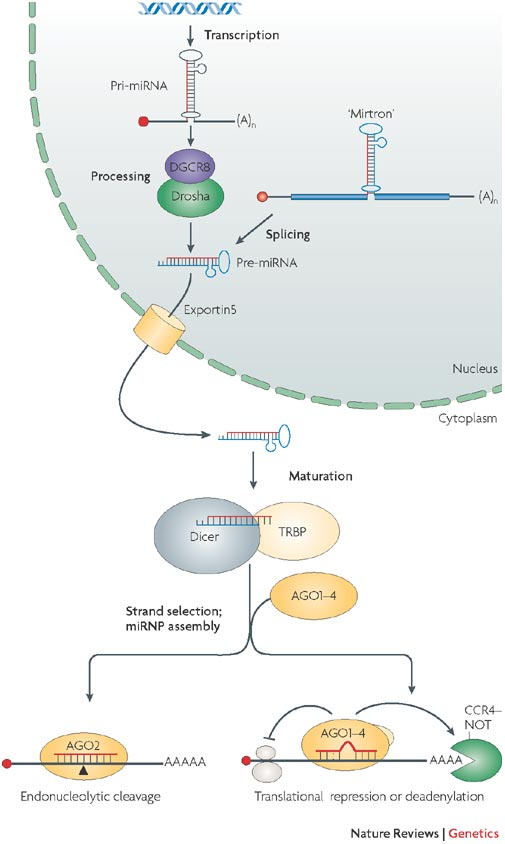 Transcription
Pri-miRNA
(A)n
'Mirtron'
DGCR8
Processing
Drosha
(A)n
Splicing
Pre-miRNA
Exportin5
Nucleus
Cytoplasm
Maturation
Dicer
TRBP
AGO1–4
Strand selection;
miRNP assembly
CCR4–
NOT
AGO2
AAAAA
AGO1–4
AAAA
Endonucleolytic cleavage
Translational repression or deadenylation
Nature Reviews | Genetics